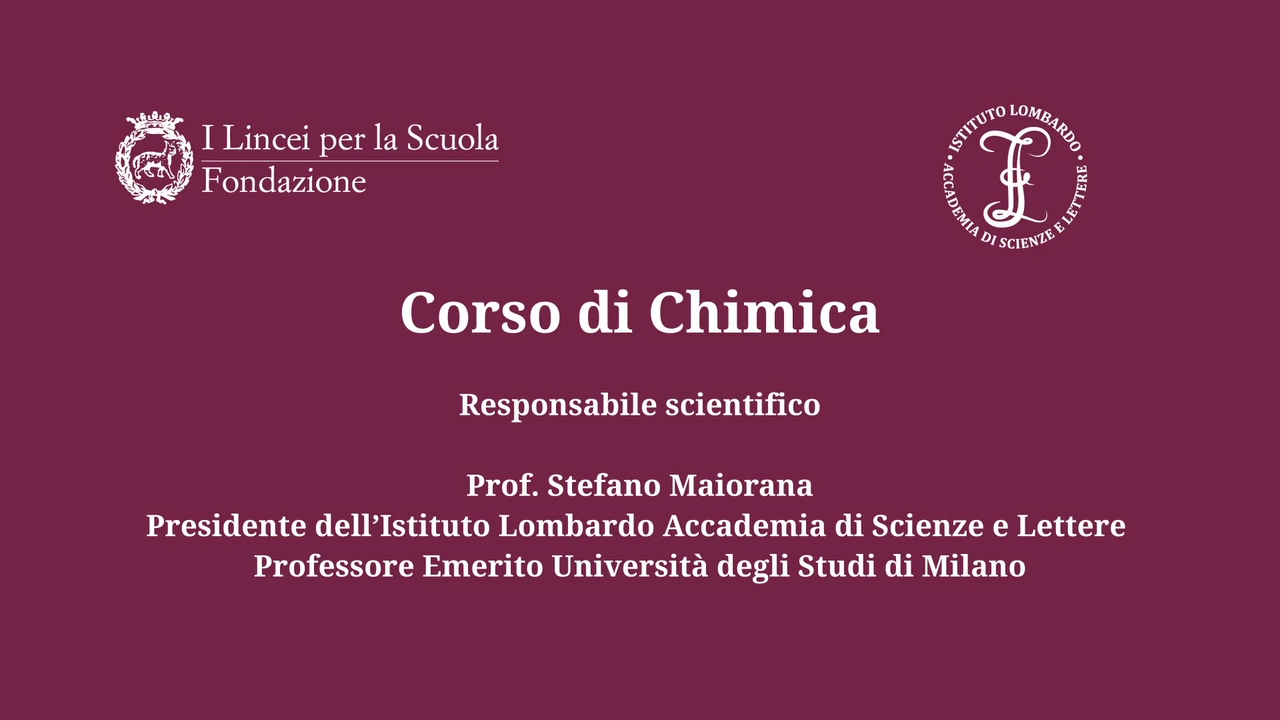 I Lincei per la Scuola
Fondazione
• ISTITUTO LOMBARDO •
ACCADEMIA DI SCIENZE E LETTERE
Corso di Chimica
Responsabile scientifico
Prof. Stefano Maiorana
Presidente dell’Istituto Lombardo Accademia di Scienze e Lettere
Professore Emerito Università degli Studi di Milano